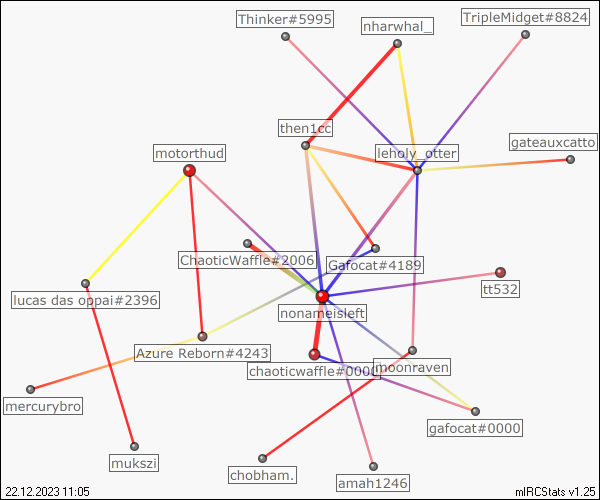 Thinker#5995
TripleMidget#8824
nharwhal_
then1cc
gateauxcatto
motorthud
leholy_otter
ChaoticWaffle#2006
Gafocat#4189
tt532
lucas das oppai#2396
nonameisleft
Azure Reborn#4243
chaoticwaffle#0000
moonraven
mercurybro
gafocat#0000
mukszi
chobham.
amah1246
22.12.2023 11:05
mIRCStats v1.25